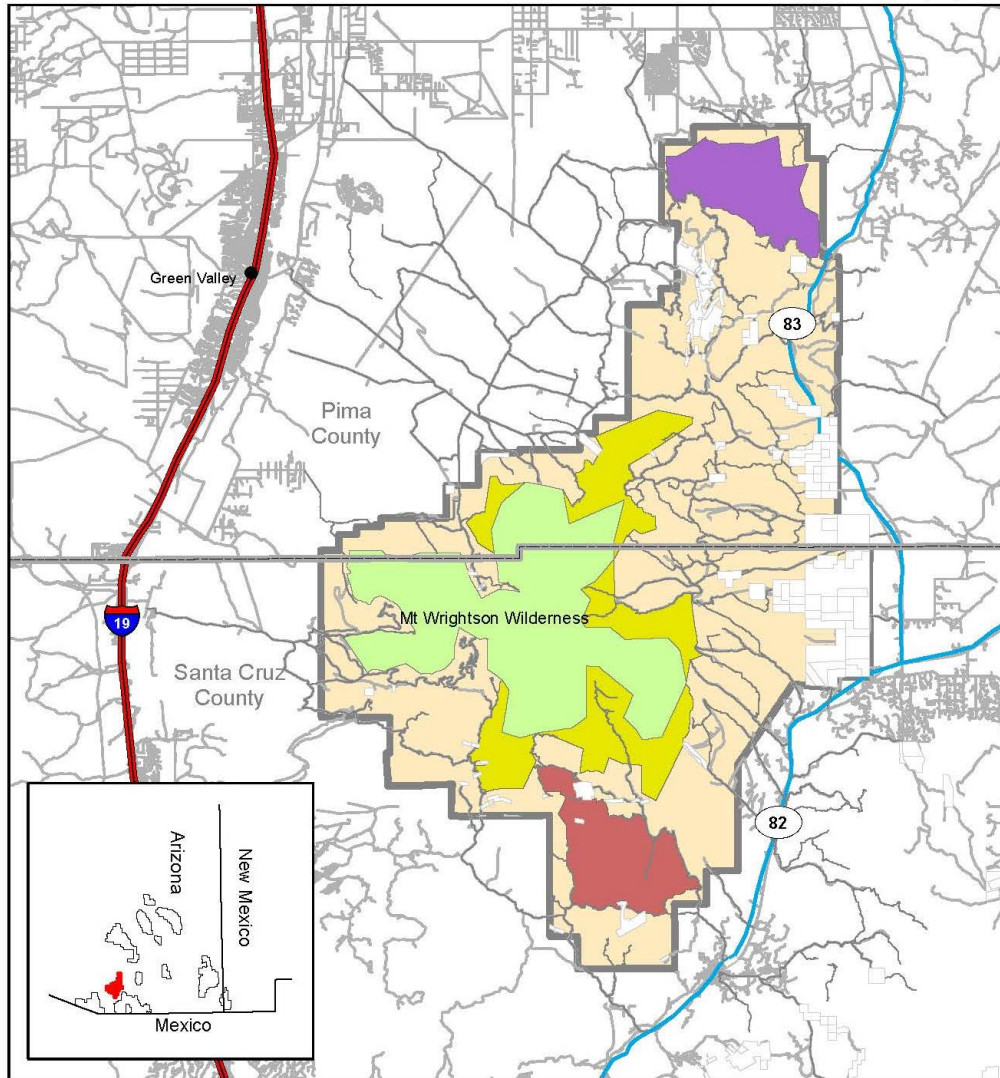 Green Valley
83
Pima
County
Mt Wrightson Wilderness
19
Santa Cruz
County
82
Arizona
New Mexico
Mexico